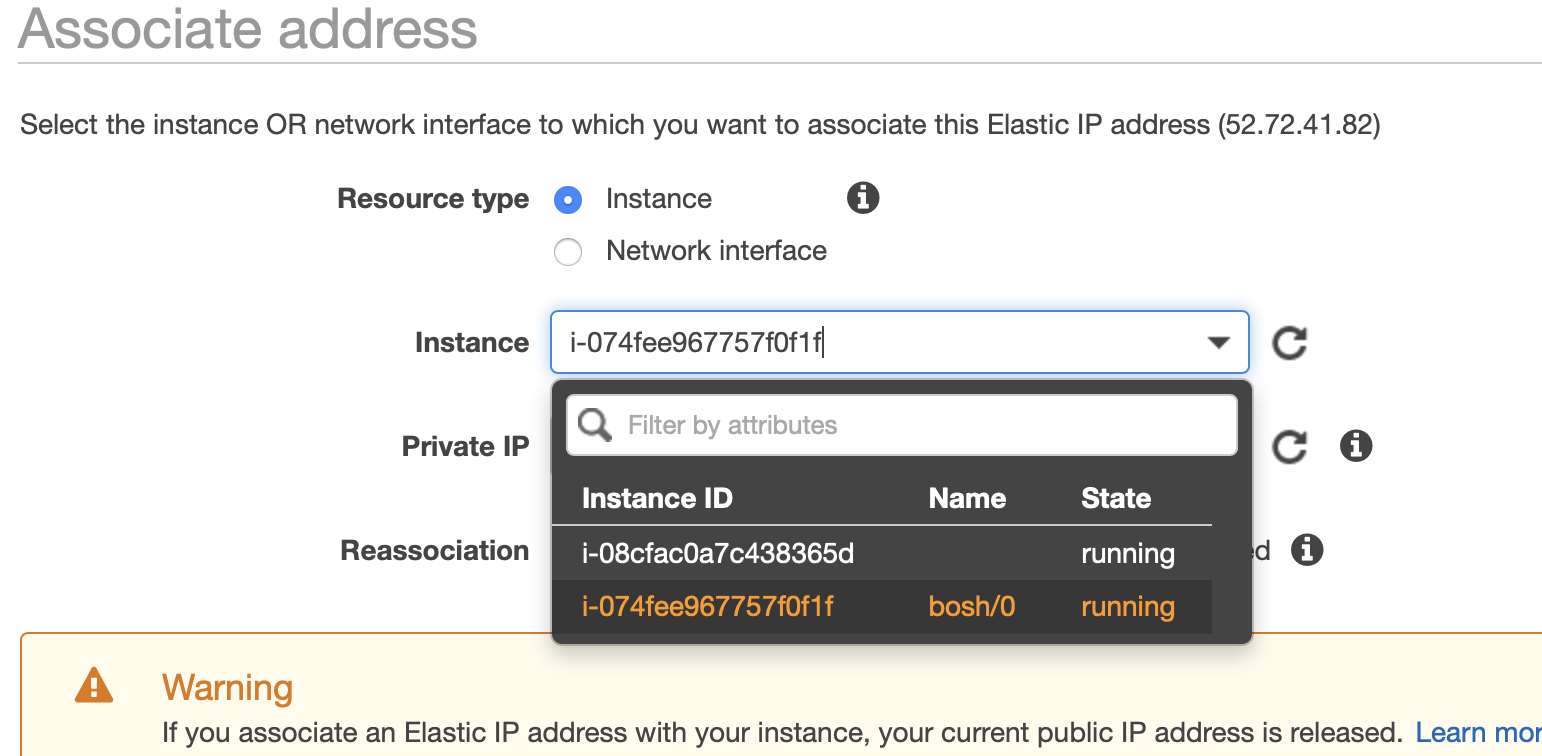 Associate address
Select the instance OR network interface to which you want to associate this Elastic IP address (52.72.41.82)
Resource type Instance
Network interface
Instance i-074fee967757f0f1f
Filter by attributes
Private IP
Instance ID Name State
Reassociation i-08cfac0a7c438365d running
i-074fee967757f0f1f bosh/0 running
Warning
If you associate an Elastic IP address with your instance, your current public IP address is released. Learn mor